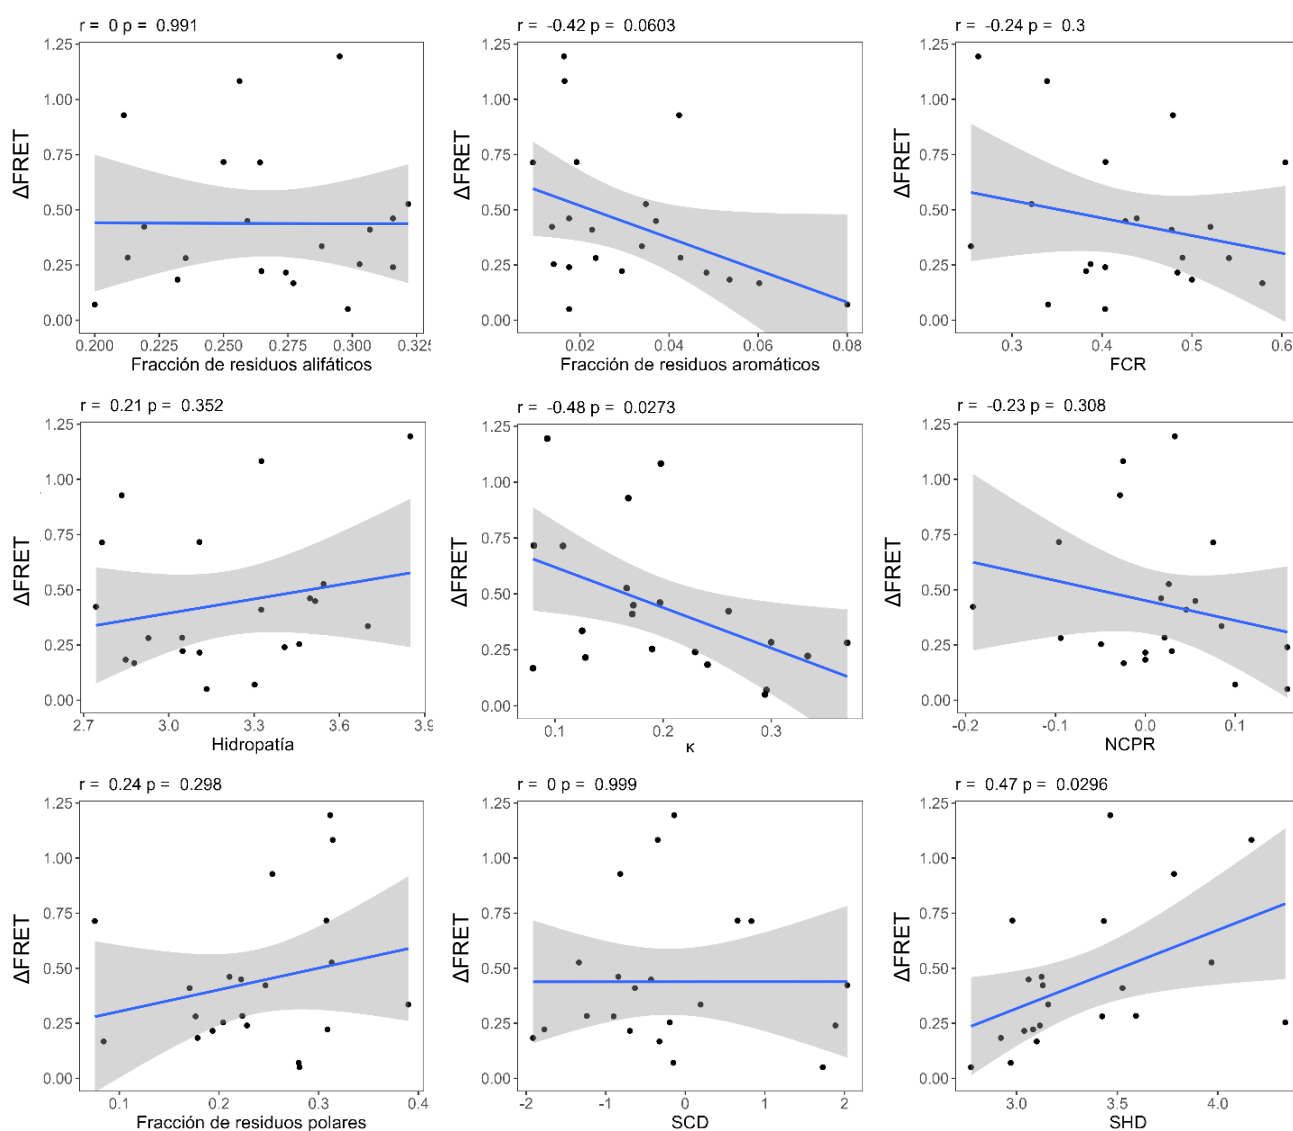 r =  0 p =  0.991
ΔFRET
1.25
1.00
0.75
0.50
0.25
0.00
0.200 0.225 0.250 0.275 0.300 0.325
Fracción de residuos alifáticos
r =  -0.42 p =  0.0603
ΔFRET
1.25
1.00
0.75
0.50
0.25
0.00
0.02 0.04 0.06 0.08
Fracción de residuos aromáticos
r =  -0.24 p =  0.3
ΔFRET
1.25
1.00
0.75
0.50
0.25
0.00
0.3 0.4 0.5 0.6
FCR
r =  0.21 p =  0.352
ΔFRET
1.25
1.00
0.75
0.50
0.25
0.00
2.7 3.0 3.3 3.6 3.9
Hidropatía
r =  -0.48 p =  0.0273
ΔFRET
1.25
1.00
0.75
0.50
0.25
0.00
0.1 0.2 0.3
κ
r =  -0.23 p =  0.308
ΔFRET
1.25
1.00
0.75
0.50
0.25
0.00
-0.2 -0.1 0.0 0.1
NCPR
r =  0.24 p =  0.298
ΔFRET
1.25
1.00
0.75
0.50
0.25
0.00
0.1 0.2 0.3 0.4
Fracción de residuos polares
r =  0 p =  0.999
ΔFRET
1.25
1.00
0.75
0.50
0.25
0.00
-2 -1 0 1 2
SCD
r =  0.47 p =  0.0296
ΔFRET
1.25
1.00
0.75
0.50
0.25
0.00
3.0 3.5 4.0
SHD